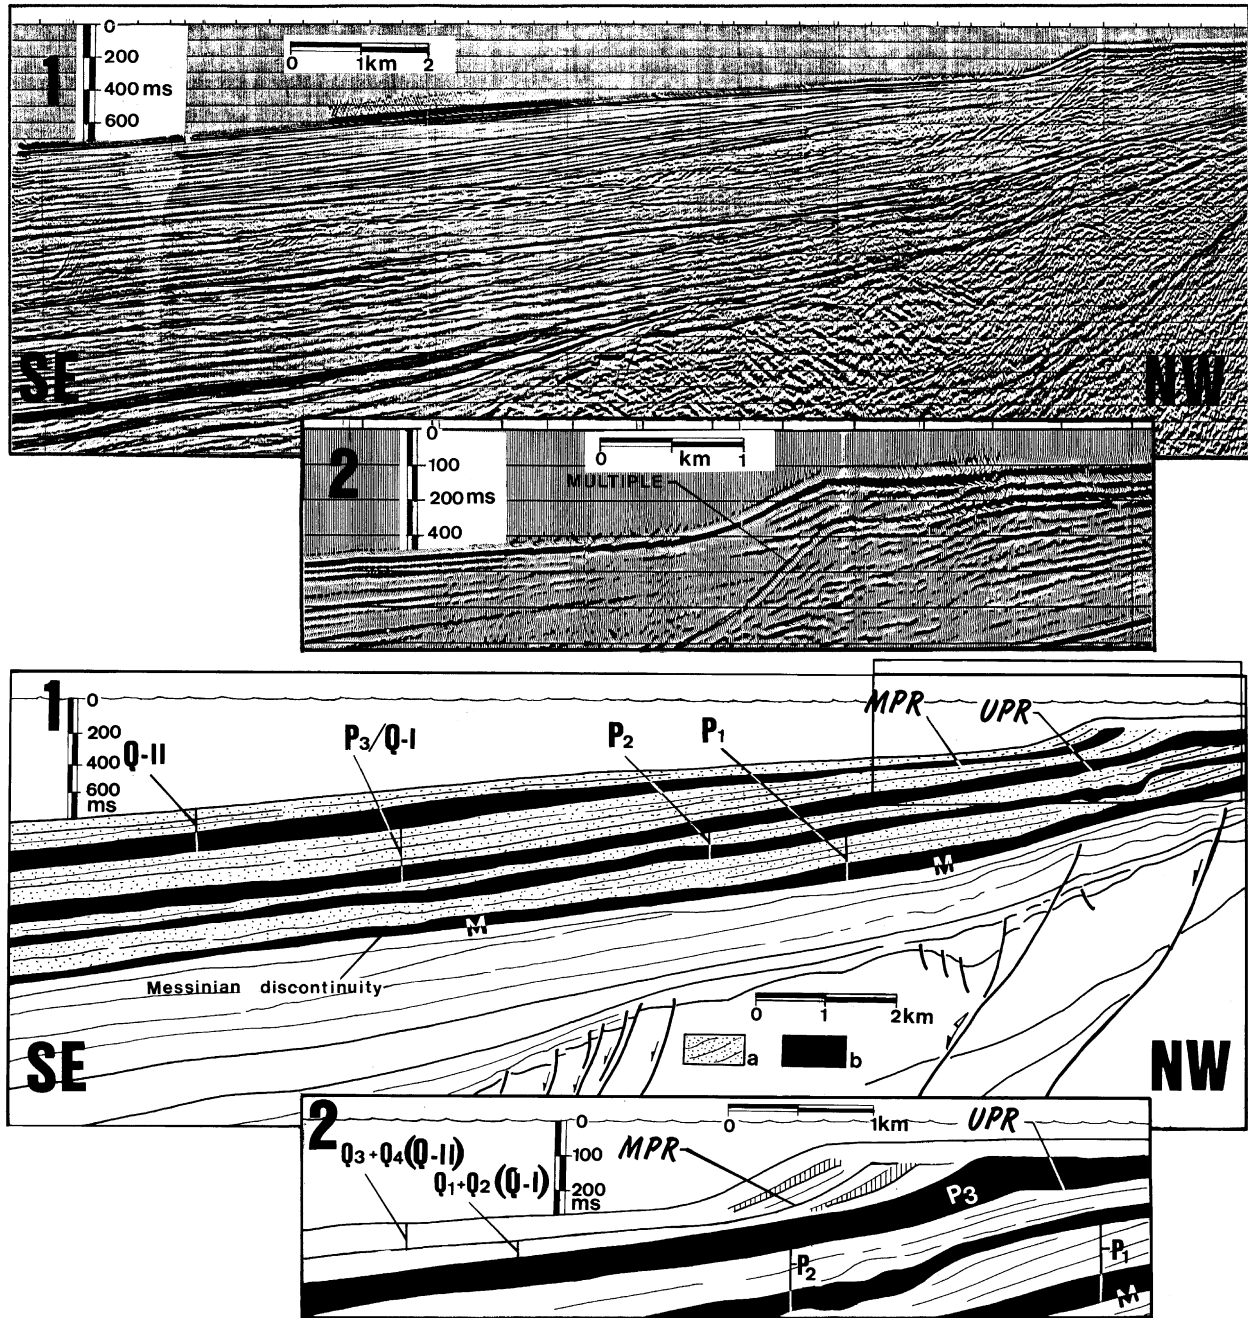 1
0
200
400 ms
600
0 1km 2
SE
NW
2
0
100
200 ms
400
0 km 1
MULTIPLE
1
0
200
400
600
ms
Q-II
P3/Q-I
P2
P1
MPR
UPR
M
M
Messinian discontinuity
0 1 2km
a
b
SE
NW
2
0
100
200
ms
0 1km
Q3+Q4(Q-II)
Q1+Q2(Q-I)
MPR
UPR
P3
P2
P1
M